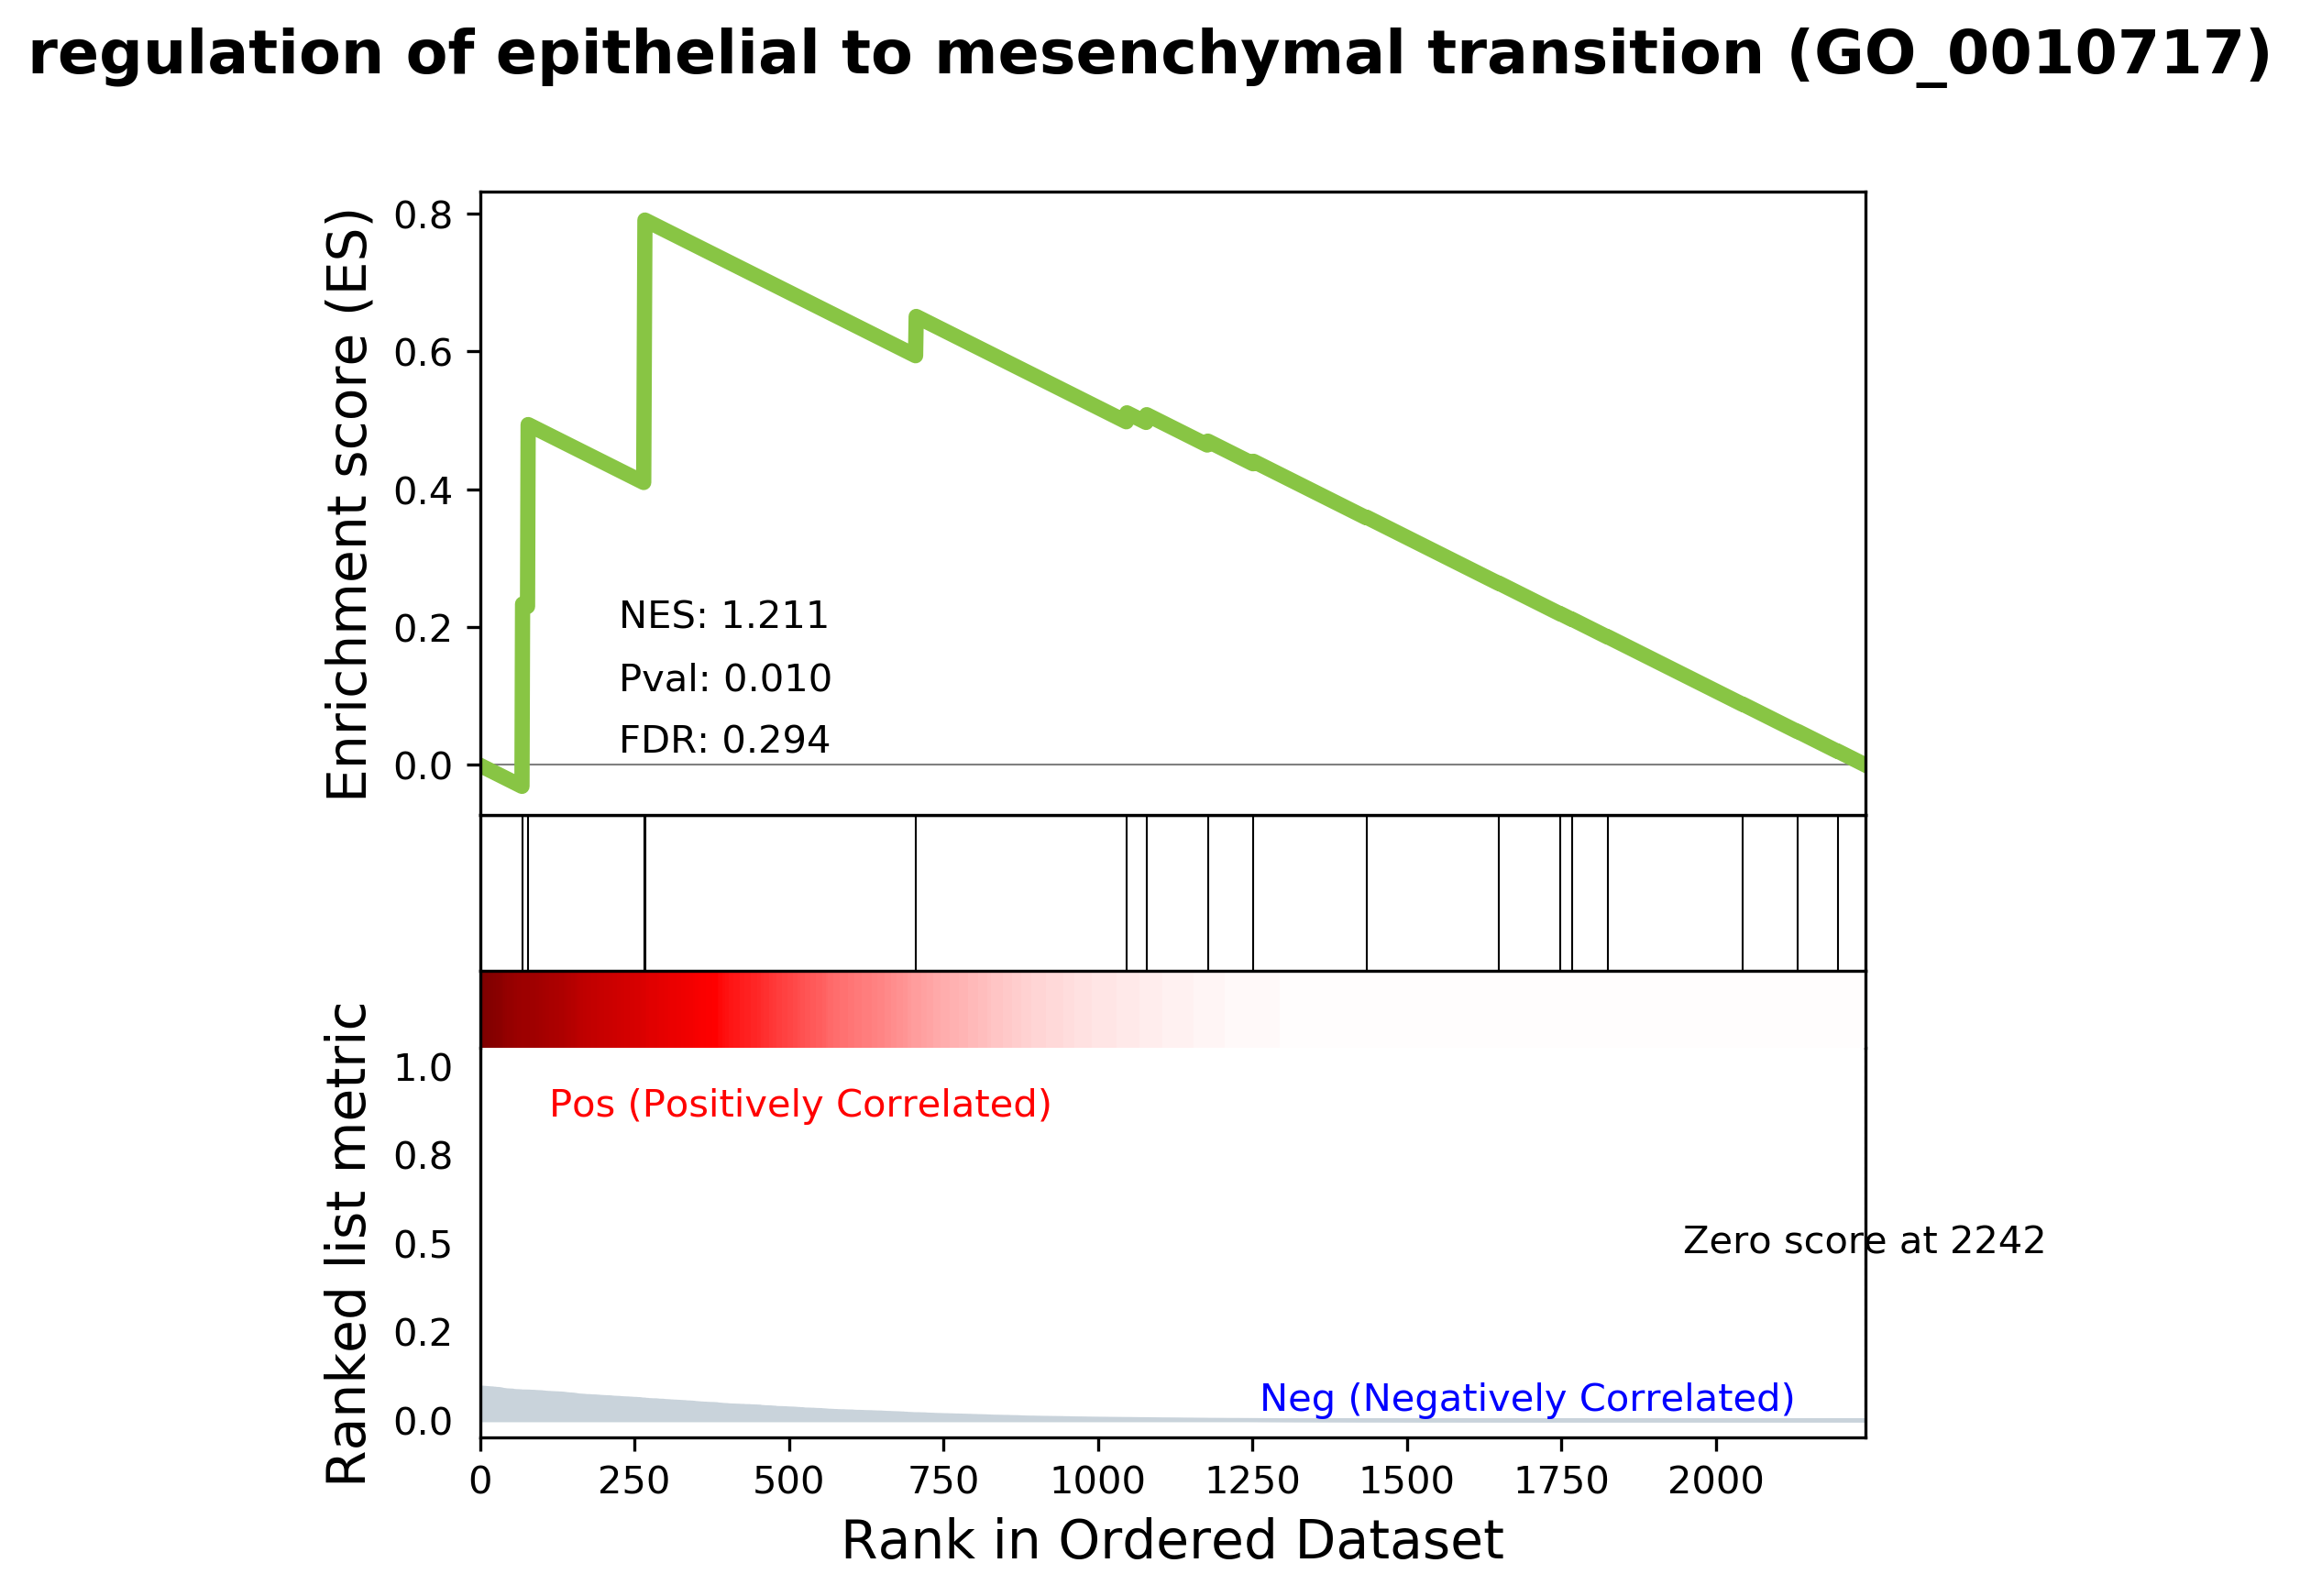 regulation of epithelial to mesenchymal transition (GO_0010717)
Enrichment score (ES)
0.8
0.6
0.4
0.2
0.0
NES: 1.211
Pval: 0.010
FDR: 0.294
Ranked list metric
1.0
0.8
0.5
0.2
0.0
Pos (Positively Correlated)
Zero score at 2242
Neg (Negatively Correlated)
0 250 500 750 1000 1250 1500 1750 2000
Rank in Ordered Dataset